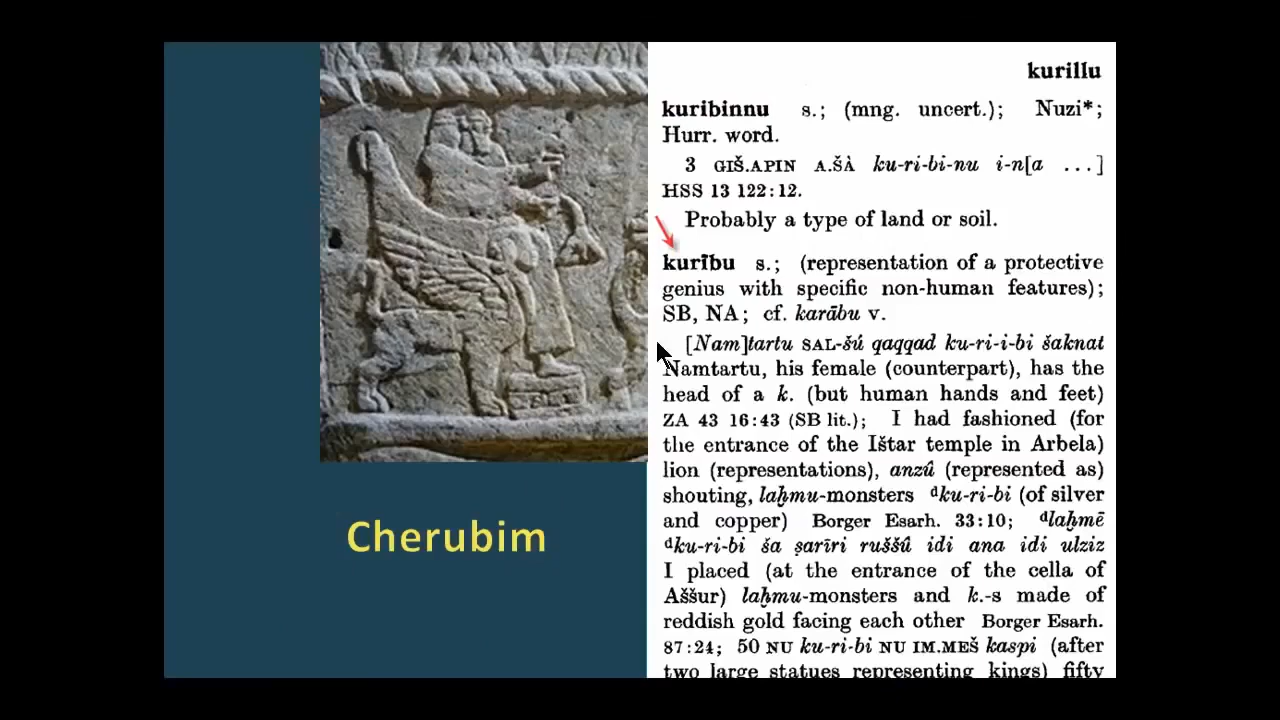 kurillu
kuribinnu s.; (mng. uncert.); Nuzi*;
Hurr. word.
3 GIŠ.APIN A.ŠÀ ku-ri-bi-nu i-n[a ...]
HSS 13 122:12.
Probably a type of land or soil.
kurību s.; (representation of a protective
genius with specific non-human features);
SB, NA; cf. karābu v.
[Nam]tartu SAL-šú qaqqad ku-ri-i-bi šaknat
Namtartu, his female (counterpart), has the
head of a k. (but human hands and feet)
ZA 43 16:43 (SB lit.); I had fashioned (for
the entrance of the Ištar temple in Arbela)
lion (representations), anzû (represented as)
shouting, laḫmu-monsters ᵈku-ri-bi (of silver
and copper) Borger Esarh. 33:10; ᵈlaḫmē
ᵈku-ri-bi ša ṣarīri ruššû idi ana idi ulziz
I placed (at the entrance of the cella of
Aššur) laḫmu-monsters and k.-s made of
reddish gold facing each other Borger Esarh.
87:24; 50 NU ku-ri-bi NU IM.MEŠ kaspi (after
two large statues representing kings) fifty
Cherubim